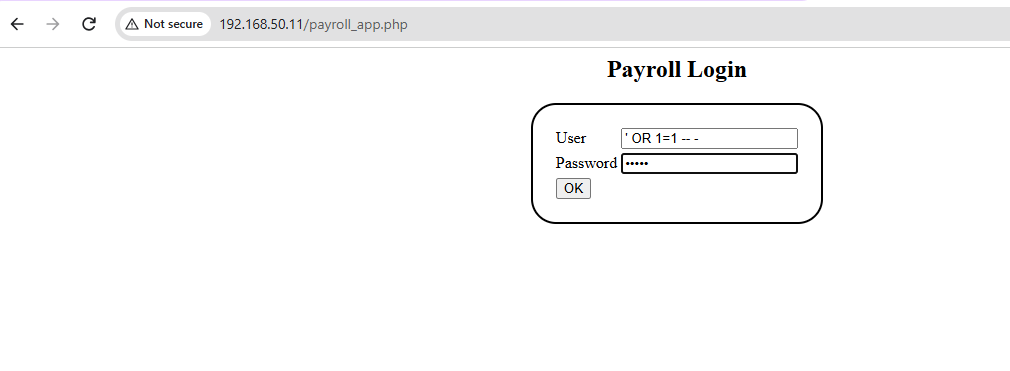 Not secure 192.168.50.11/payroll_app.php
Payroll Login
User ' OR 1=1 -- -
Password •••••
OK